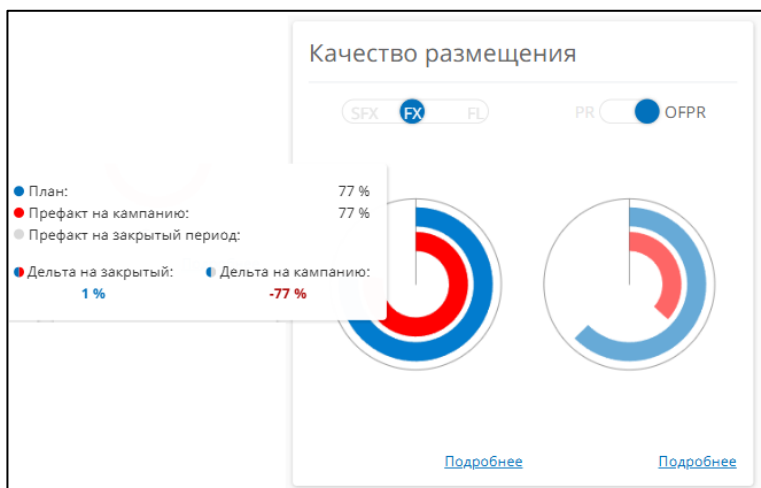 Качество размещения
SFX FX FL PR OFPR
План: 77 %
Префакт на кампанию: 77 %
Префакт на закрытый период:
Дельта на закрытый: Дельта на кампанию:
1 % -77 %
Подробнее Подробнее